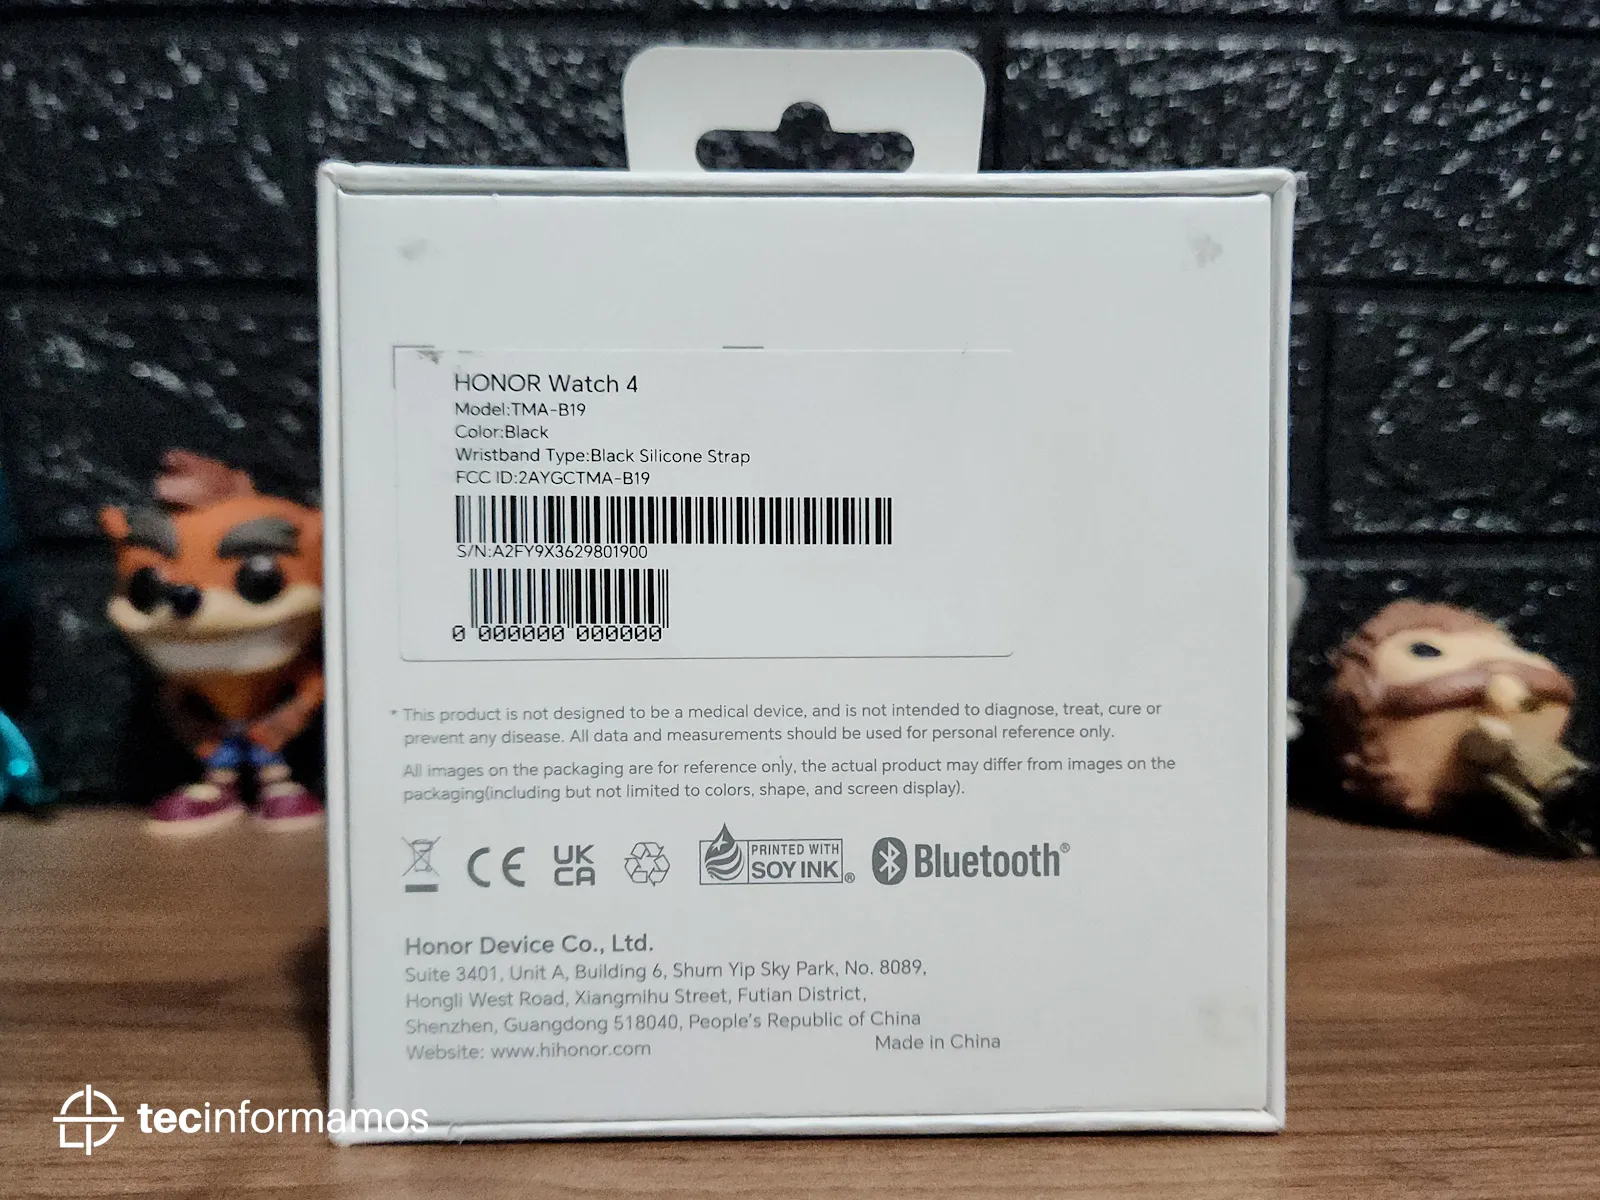 HONOR Watch 4
Model:TMA-B19
Color:Black
Wristband Type:Black Silicone Strap
FCC ID:2AYGCTMA-B19
S/N:A2FY9X3629801900
0 000000 000000
* This product is not designed to be a medical device, and is not intended to diagnose, treat, cure or
prevent any disease. All data and measurements should be used for personal reference only.
All images on the packaging are for reference only, the actual product may differ from images on the
packaging(including but not limited to colors, shape, and screen display).
CE
UK
CA
PRINTED WITH
SOY INK®
Bluetooth®
Honor Device Co., Ltd.
Suite 3401, Unit A, Building 6, Shum Yip Sky Park, No. 8089,
Hongli West Road, Xiangmihu Street, Futian District,
Shenzhen, Guangdong 518040, People's Republic of China
Website: www.hihonor.com
Made in China
tecinformamos